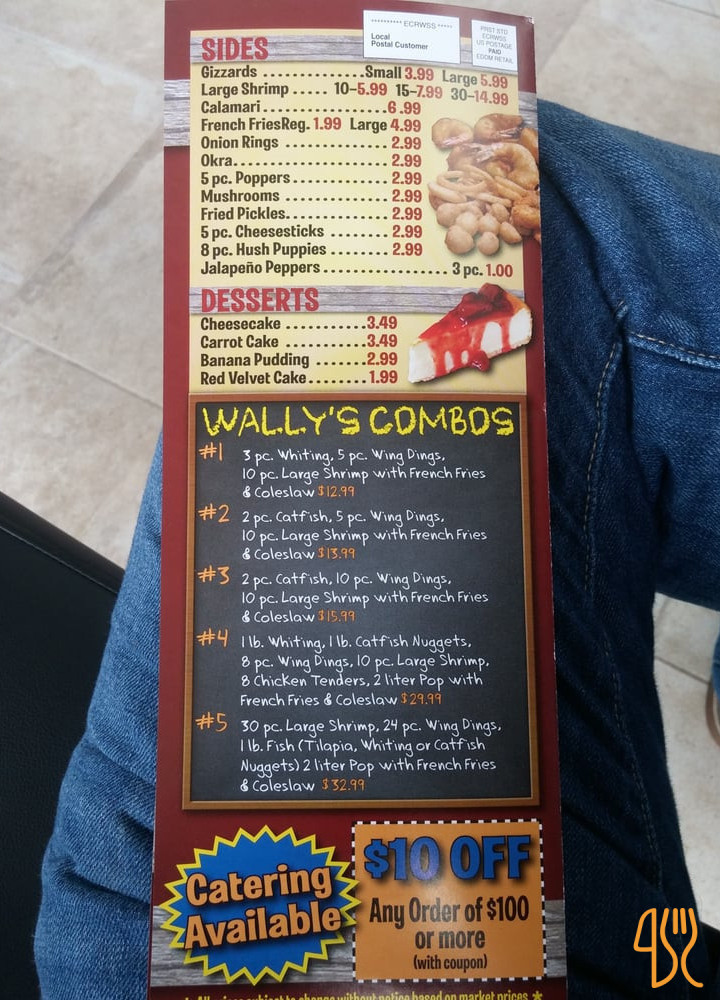 ********** ECRWSS *****
Local
Postal Customer
PRST STD
ECRWSS
US POSTAGE
PAID
EDDM RETAIL
SIDES
Gizzards ....................Small 3.99 Large 5.99
Large Shrimp ...... 10–5.99 15–7.99 30–14.99
Calamari..........................6.99
French FriesReg. 1.99 Large 4.99
Onion Rings ..................... 2.99
Okra............................. 2.99
5 pc. Poppers................... 2.99
Mushrooms ..................... 2.99
Fried Pickles.................... 2.99
5 pc. Cheesesticks ............ 2.99
8 pc. Hush Puppies ........... 2.99
Jalapeño Peppers....................... 3 pc. 1.00
DESSERTS
Cheesecake ..............3.49
Carrot Cake ..............3.49
Banana Pudding .........2.99
Red Velvet Cake.........1.99
WALLY'S COMBOS
#1 3 pc. Whiting, 5 pc. Wing Dings,
10 pc. Large Shrimp with French Fries
& Coleslaw $12.99
#2 2 pc. Catfish, 5 pc. Wing Dings,
10 pc. Large Shrimp with French Fries
& Coleslaw $13.99
#3 2 pc. Catfish, 10 pc. Wing Dings,
10 pc. Large Shrimp with French Fries
& Coleslaw $15.99
#4 1 lb. Whiting, 1 lb. Catfish Nuggets,
8 pc. Wing Dings, 10 pc. Large Shrimp,
8 Chicken Tenders, 2 liter Pop with
French Fries & Coleslaw $29.99
#5 30 pc. Large Shrimp, 24 pc. Wing Dings,
1 lb. Fish (Tilapia, Whiting or Catfish
Nuggets) 2 liter Pop with French Fries
& Coleslaw $32.99
Catering
Available
$10 OFF
Any Order of $100
or more
(with coupon)
* All prices subject to change without notice based on market prices *